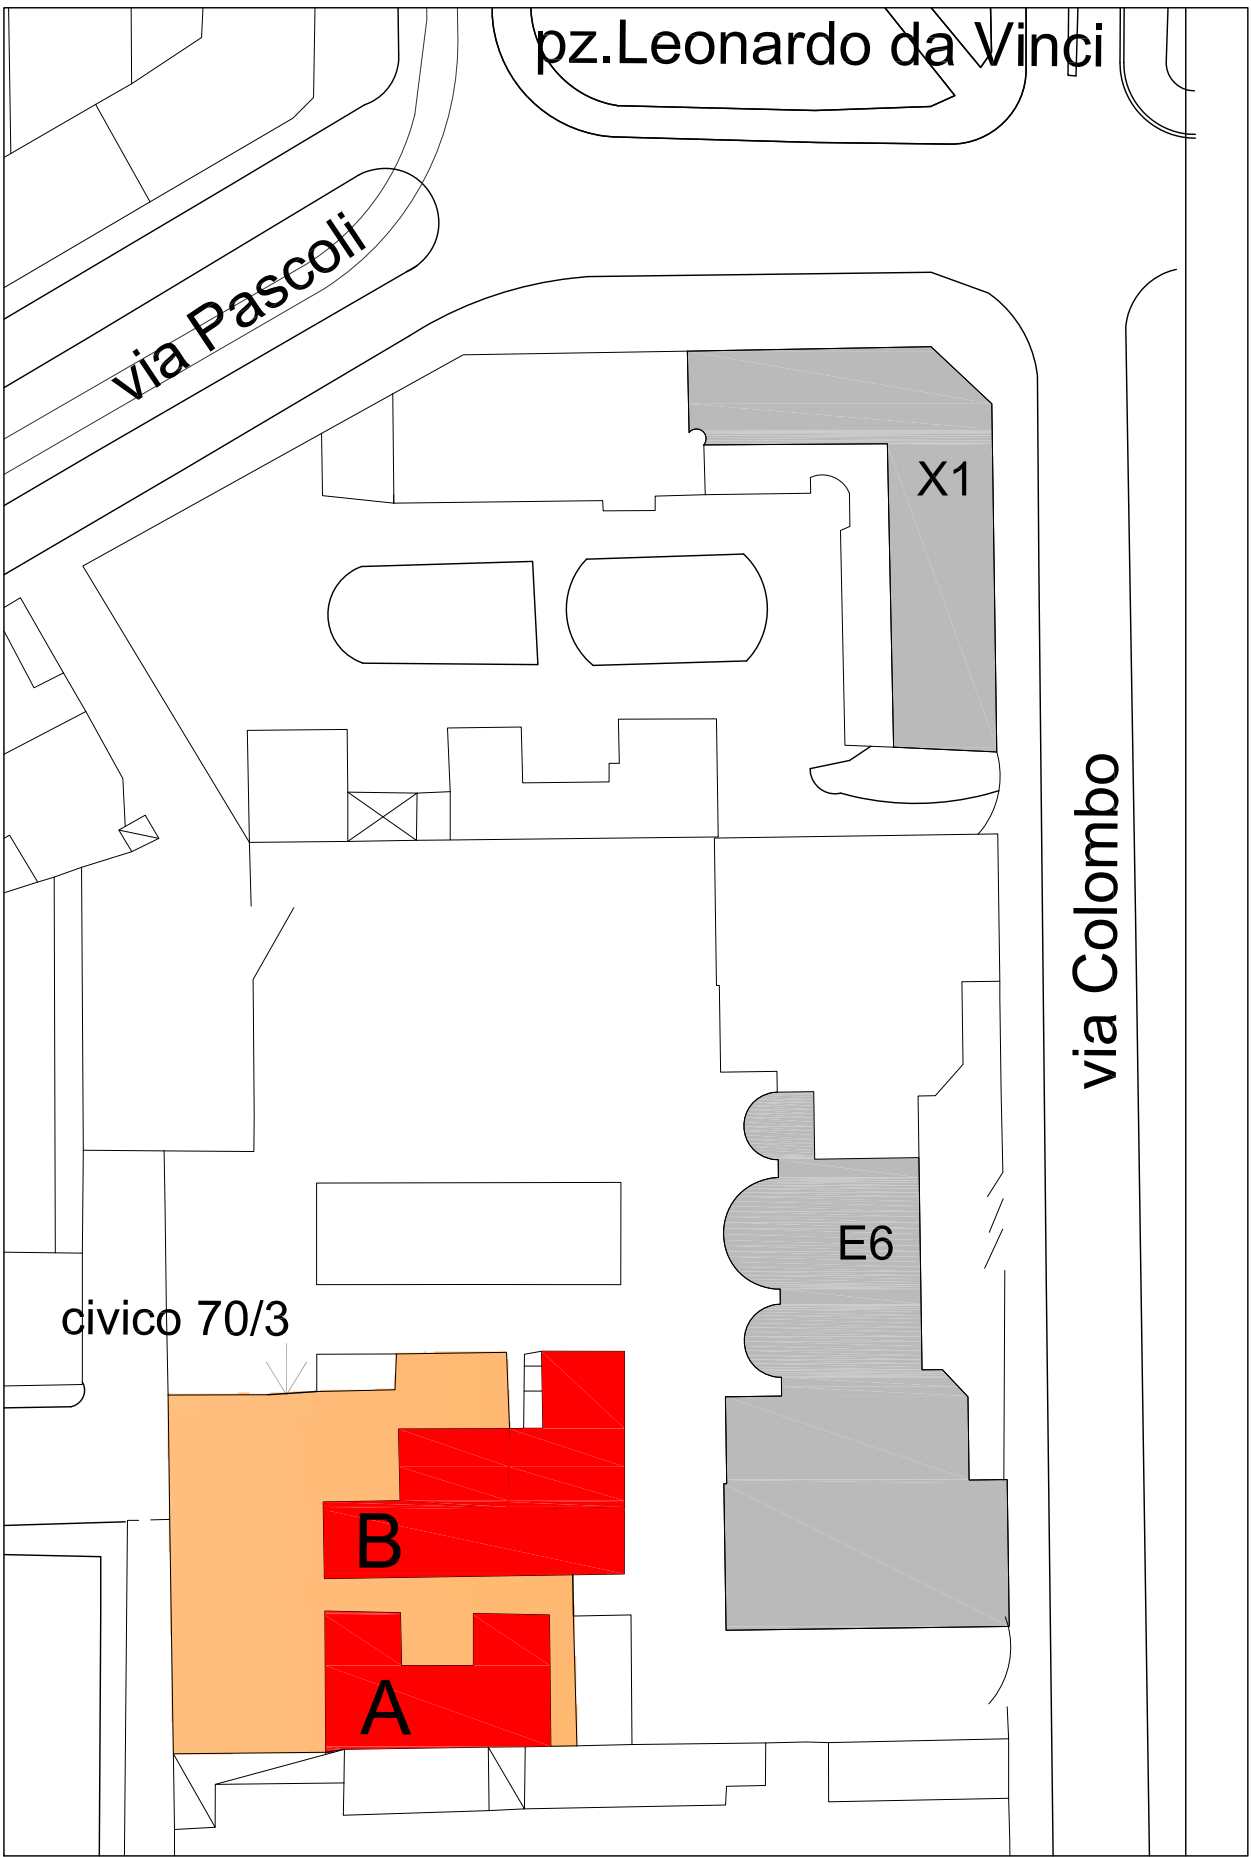 pz.Leonardo da Vinci
via Pascoli
X1
via Colombo
E6
civico 70/3
B
A